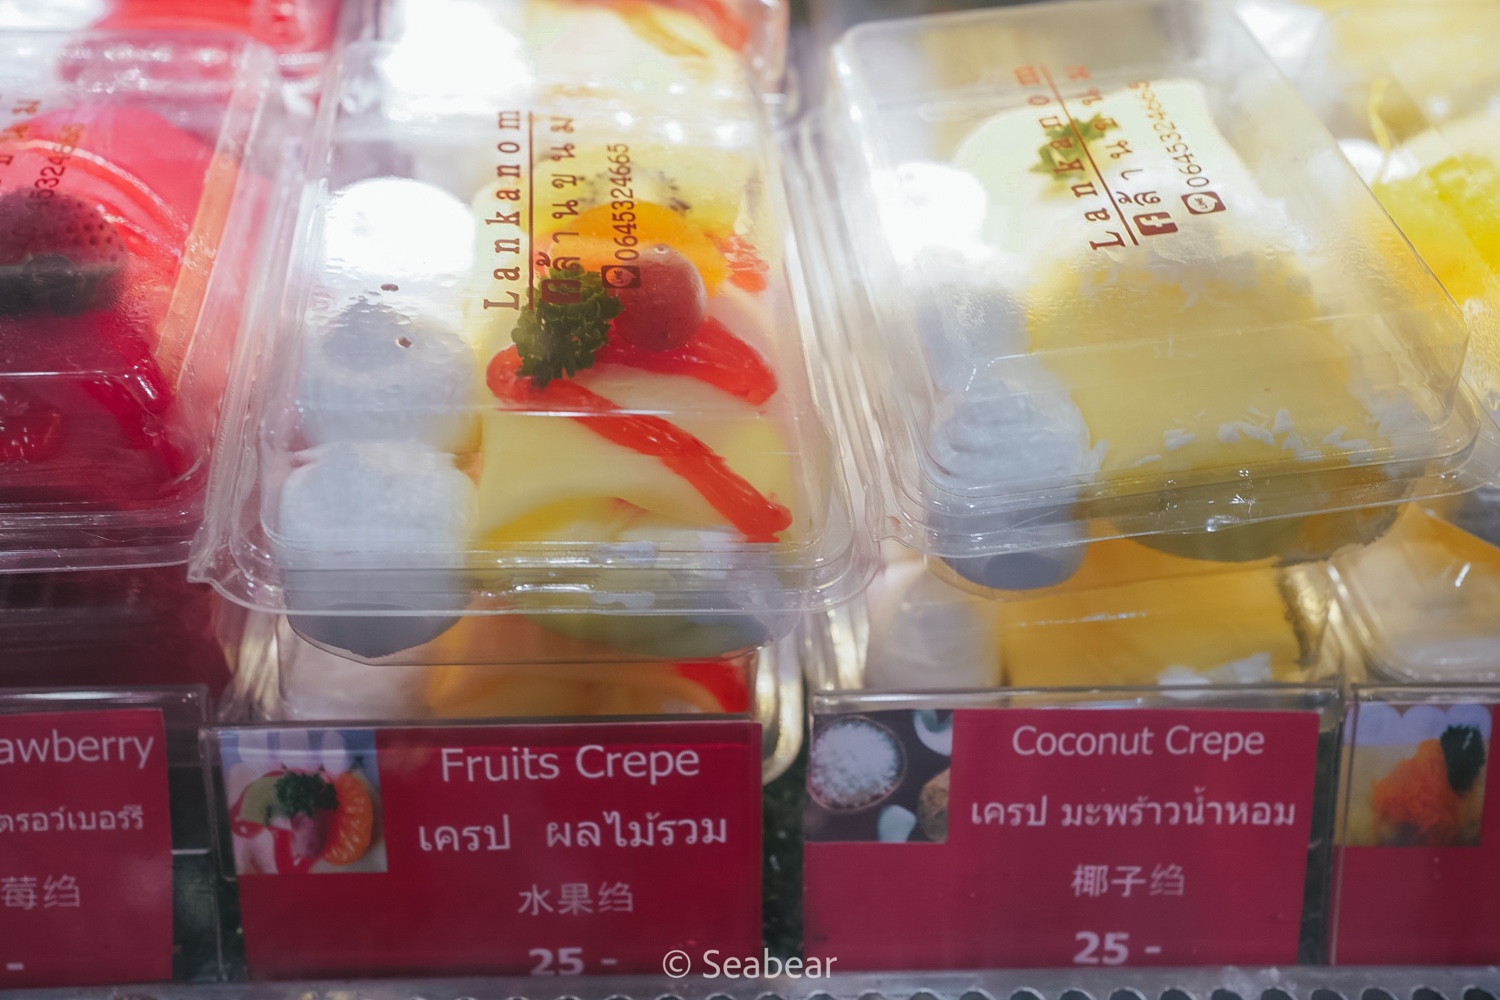 Lankanom
ล้านขนม
0645324665
Lankanom
ล้านขนม
0645324665
awberry
ตรอว์เบอร์รี
莓绉
-
Fruits Crepe
เครป ผลไม้รวม
水果绉
25 -
Coconut Crepe
เครป มะพร้าวน้ำหอม
椰子绉
25 -
© Seabear